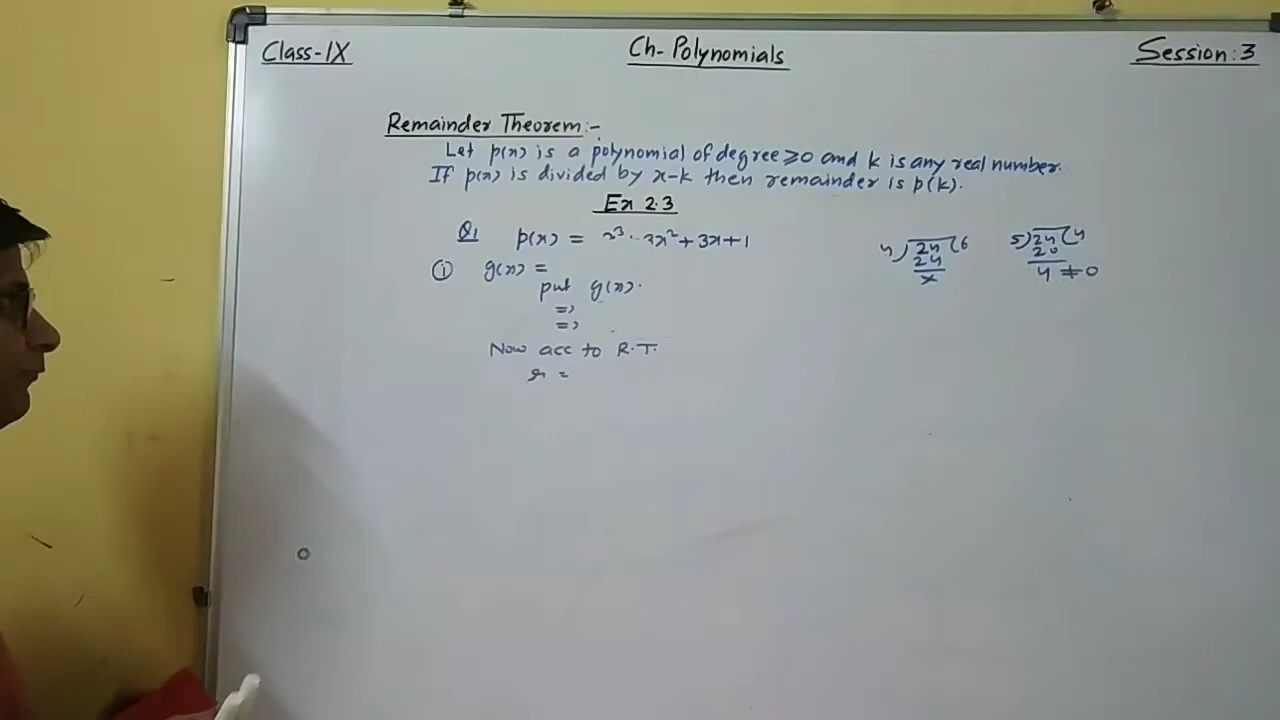 Class-IX
Ch- Polynomials
Session: 3
Remainder Theorem:-
Let p(x) is a polynomial of degree ≥ 0 and k is any real number.
If p(x) is divided by x-k then remainder is p(k).
Ex 2.3
Q1 p(x) = x³ - 3x² + 3x + 1
① g(x) =
put g(x).
=>
=>
Now acc to R.T.
r =
4 ) 24 ( 6
24
x
5 ) 24 ( 4
20
4 ≠ 0